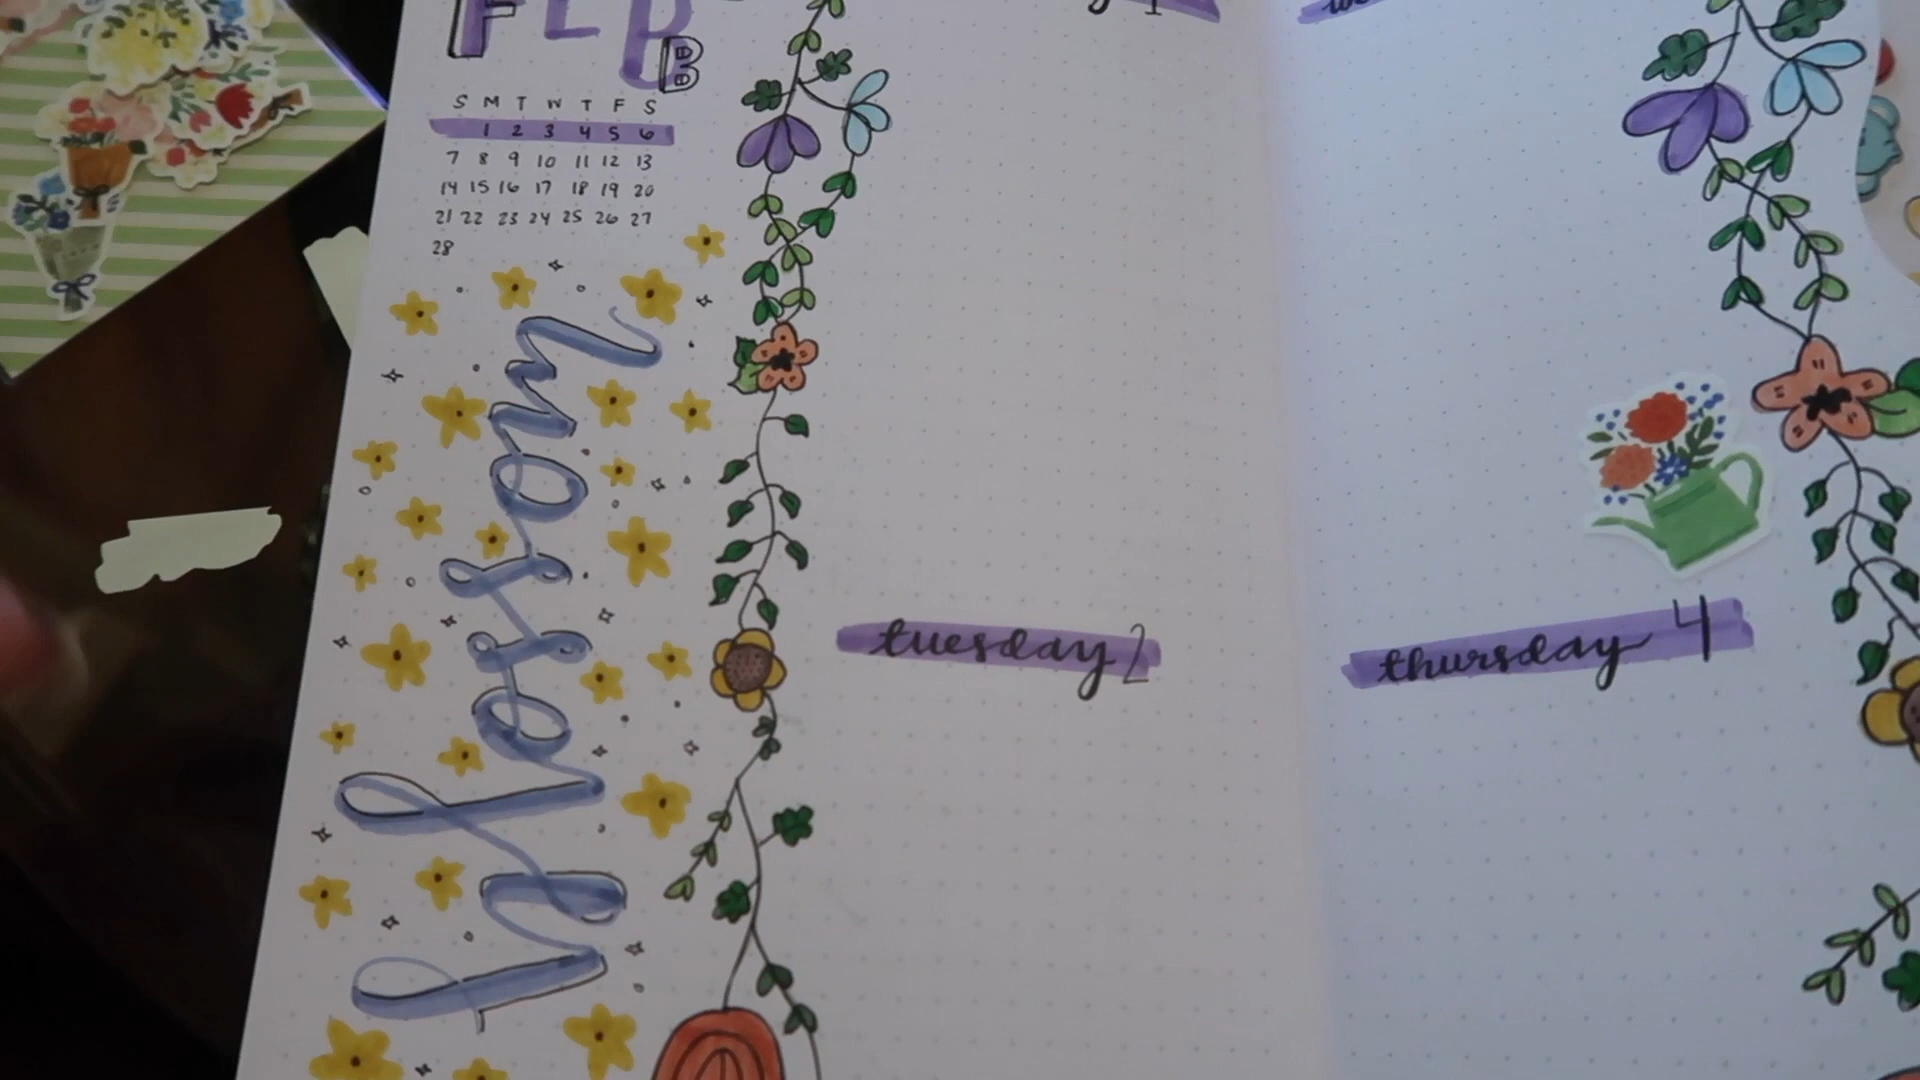 FEB
B
S M T W T F S
1 2 3 4 5 6
7 8 9 10 11 12 13
14 15 16 17 18 19 20
21 22 23 24 25 26 27
28
blossom
tuesday 2
thursday 4